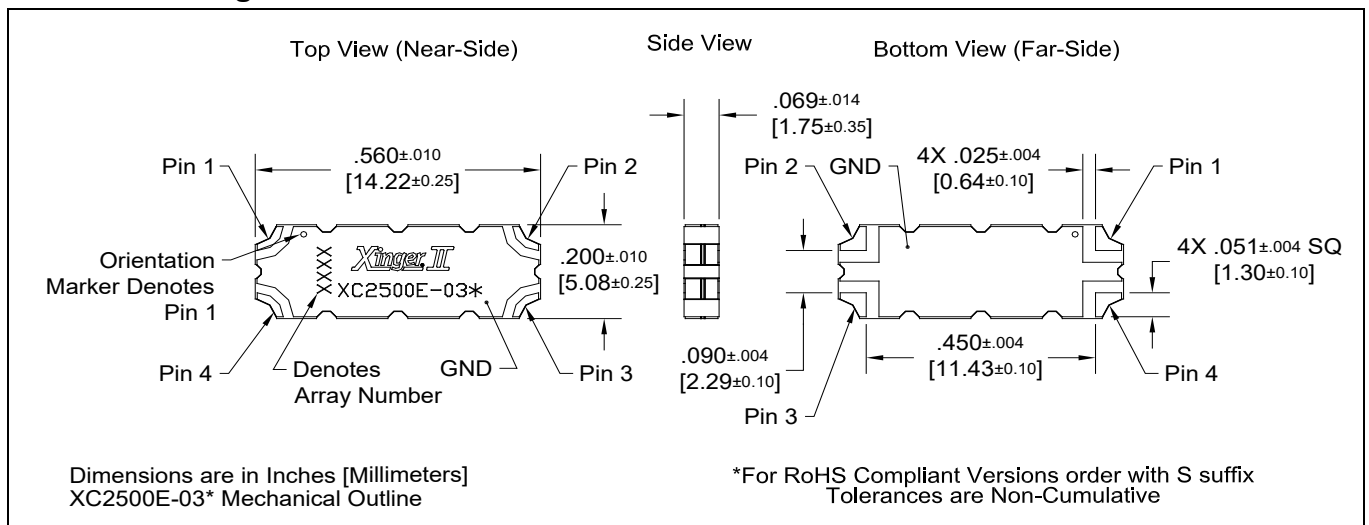 Top View (Near-Side)
Side View
Bottom View (Far-Side)
.069±.014
[1.75±0.35]
Pin 1
.560±.010
[14.22±0.25]
Pin 2
Pin 2
GND
4X .025±.004
[0.64±0.10]
Pin 1
Orientation
Marker Denotes
Pin 1
XXXXX
Xinger II
XC2500E-03*
.200±.010
[5.08±0.25]
4X .051±.004 SQ
[1.30±0.10]
Pin 4
Denotes
Array Number
GND
Pin 3
.090±.004
[2.29±0.10]
.450±.004
[11.43±0.10]
Pin 4
Pin 3
Dimensions are in Inches [Millimeters]
XC2500E-03* Mechanical Outline
*For RoHS Compliant Versions order with S suffix
Tolerances are Non-Cumulative